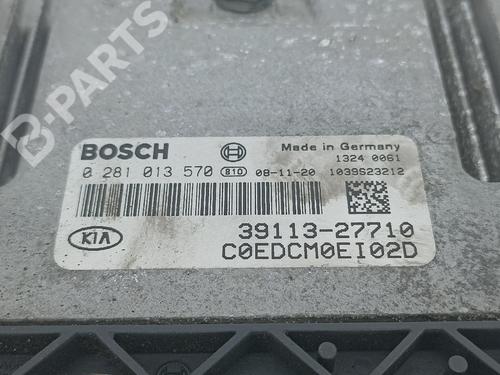 B-PARTS
BOSCH
Made in Germany
1324 0061
0 281 013 570 810 08-11-20 1039S23212
KIA
39113-27710
C0EDCM0EI02D